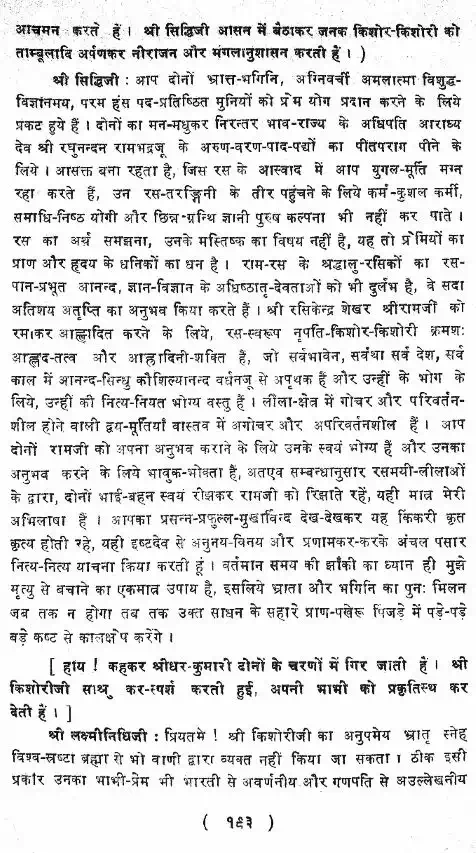 आचमन करते हैं । श्री सिद्धिजी आसन में बैठाकर जनक किशोर-किशोरी को
ताम्बूलादि अर्पणकर नीराजन और मंगलानुशासन करती हैं । )
श्री सिद्धिजी : आप दोनों भ्रात-भगिनि, अग्निवर्ची अमलात्मा विशुद्ध-
विज्ञानमय, परम हंस पद-प्रतिष्ठित मुनियों को प्रेम योग प्रदान करने के लिये
प्रकट हुये हैं । दोनों का मन-मधुकर निरन्तर भाव-राज्य के अधिपति आराध्य
देव श्री रघुनन्दन रामभद्रजू के अरुण-वरण-पाद-पद्मों का पीतपराग पीने के
लिये । आसक्त बना रहता है, जिस रस के आस्वाद में आप युगल-मूर्ति मग्न
रहा करते हैं, उन रस-तरङ्गिनी के तीर पहुंचने के लिये कर्म-कुशल कर्मी,
समाधि-निष्ठ योगी और छिन्न-ग्रन्थि ज्ञानी पुरुष कल्पना भी नहीं कर पाते ।
रस का अर्थ समझना, उनके मस्तिष्क का विषय नहीं है, यह तो प्रेमियों का
प्राण और हृदय के धनिकों का धन है । राम-रस के श्रद्धालु-रसिकों का रस-
पान-प्रभूत आनन्द, ज्ञान-विज्ञान के अधिष्ठातृ-देवताओं को भी दुर्लभ है, वे सदा
अतिशय अतृप्ति का अनुभव किया करते हैं । श्री रसिकेन्द्र शेखर श्रीरामजी को
रमाकर आह्लादित करने के लिये, रस-स्वरूप नृपति-किशोर-किशोरी क्रमशः
आह्लद-तत्व और आह्लादिनी-शक्ति हैं, जो सर्वभावेन, सर्वथा सर्व देश, सर्व
काल में आनन्द-सिन्धु कौशिल्यानन्द वर्धनजू से अपृथक हैं और उन्हीं के भोग के
लिये, उन्हीं की नित्य-नियत भोग्य वस्तु हैं । लीला-क्षेत्र में गोचर और परिवर्तन-
शील होने वाली द्वय-मूर्तियाँ वास्तव में अगोचर और अपरिवर्तनशील हैं । आप
दोनों रामजी को अपना अनुभव कराने के लिये उनके स्वयं भोग्य हैं और उनका
अनुभव करने के लिये भावुक-भोक्ता हैं, अतएव सम्बन्धानुसार रसमयी-लीलाओं
के द्वारा, दोनों भाई-बहन स्वयं रीझकर रामजी को रिझाते रहें, यही मात्र मेरी
अभिलाषा है । आपका प्रसन्न-प्रफुल्ल-मुखाविन्द देख-देखकर यह किंकरी कृत
कृत्य होती रहे, यही इष्टदेव से अनुनय-विनय और प्रणामकर-करके अंचल पसार
नित्य-नित्य याचना किया करती हूँ । वर्तमान समय की झाँकी का ध्यान ही मुझे
मृत्यु से बचाने का एकमात्र उपाय है, इसलिये भ्राता और भगिनि का पुनः मिलन
जब तक न होगा तब तक उक्त साधन के सहारे प्राण-पखेरू पिंजड़े में पड़े-पड़े
बड़े कष्ट से कालक्षेप करेंगे ।
[ हाय ! कहकर श्रीधर-कुमारी दोनों के चरणों में गिर जाती हैं । श्री
किशोरीजी साश्रु कर-स्पर्श करती हुई, अपनी भाभी को प्रकृतिस्थ कर
देती हैं । ]
श्री लक्ष्मीनिधिजी : प्रियतमे ! श्री किशोरीजी का अनुपमेय भ्रातृ स्नेह
विश्व-स्रष्टा ब्रह्मा से भी वाणी द्वारा व्यक्त नहीं किया जा सकता । ठीक इसी
प्रकार उनका भाभी-प्रेम भी भारती से अवर्णनीय और गणपति से अउल्लेखनीय
( १९३ )